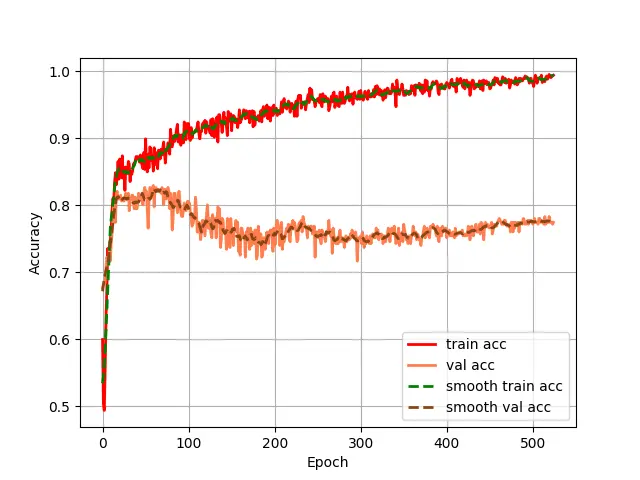 1.0
0.9
0.8
0.7
0.6
0.5
Accuracy
0 100 200 300 400 500
Epoch
train acc
val acc
smooth train acc
smooth val acc